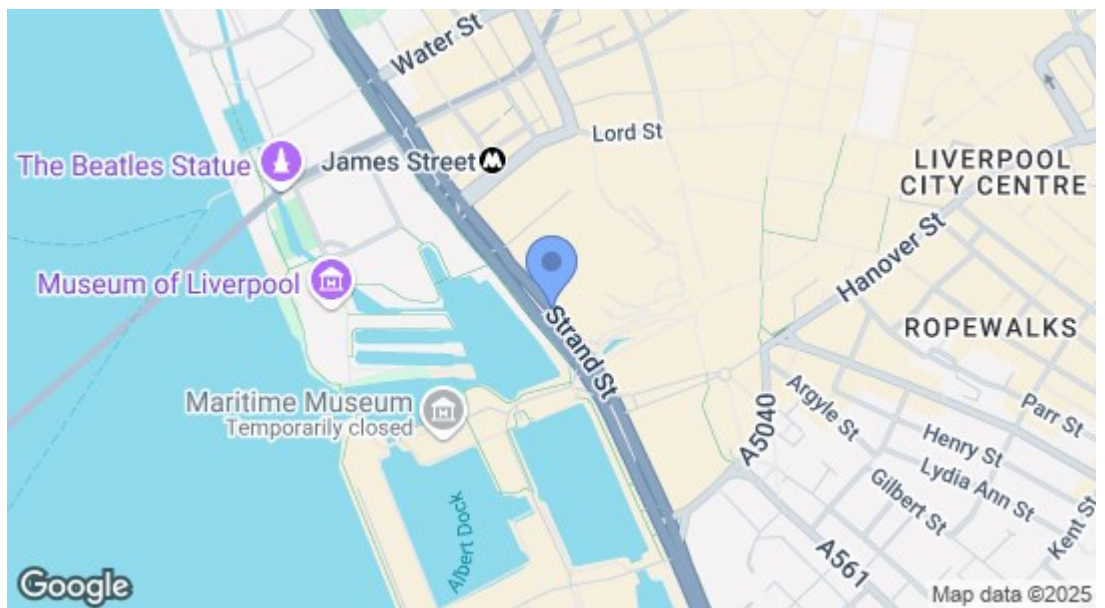 Water St
Lord St
James Street
The Beatles Statue
LIVERPOOL
CITY CENTRE
Hanover St
Museum of Liverpool
Strand St
ROPEWALKS
Maritime Museum
Temporarily closed
Argyle St
Parr St
A5040
Henry St
Lydia Ann St
Gilbert St
Kent St
Albert Dock
A561
Google
Map data ©2025